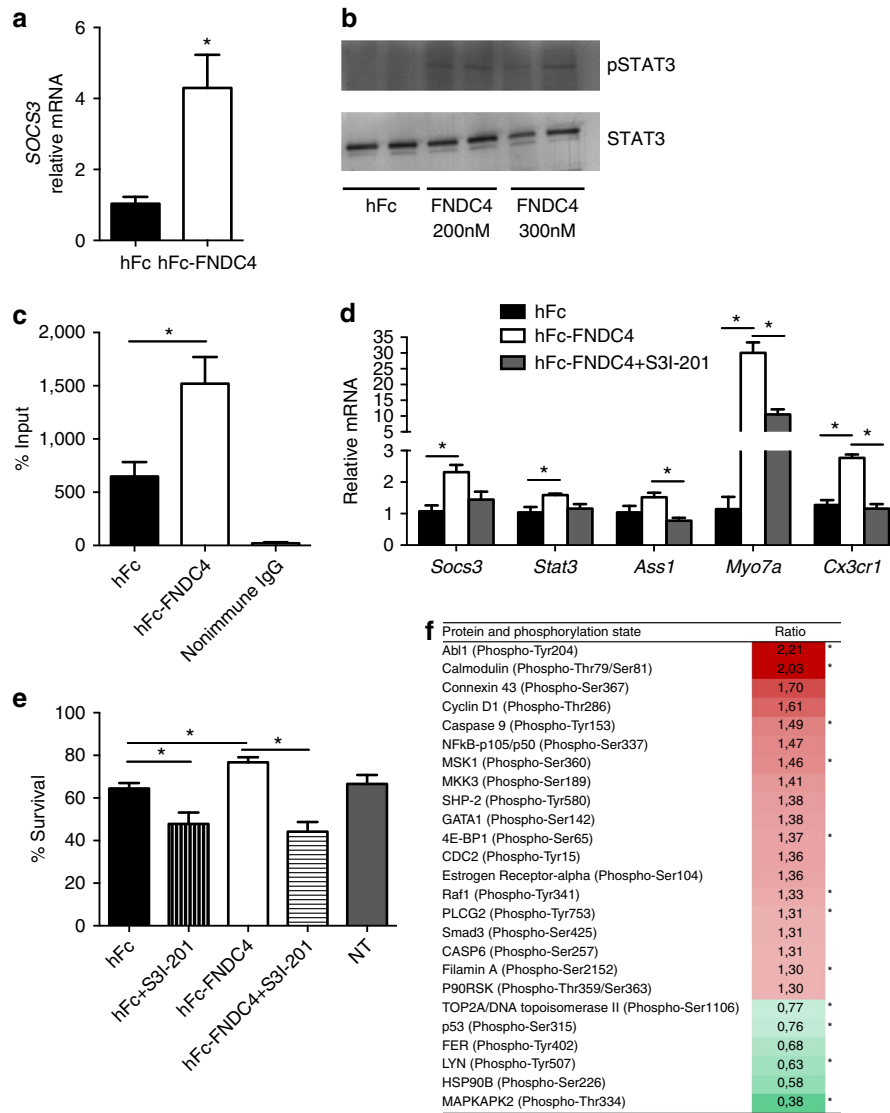 a
6
4
2
0
SOCS3
relative mRNA
*
hFc
hFc-FNDC4
b
pSTAT3
STAT3
hFc
FNDC4
200nM
FNDC4
300nM
c
2,000
1,500
1,000
500
0
% Input
*
hFc
hFc-FNDC4
Nonimmune IgG
d
hFc
hFc-FNDC4
hFc-FNDC4+S3I-201
Relative mRNA
35
30
25
20
15
10
5
3
2
1
0
*
*
*
*
*
*
*
Socs3
Stat3
Ass1
Myo7a
Cx3cr1
e
100
80
60
40
20
0
% Survival
*
*
*
hFc
hFc+S3I-201
hFc-FNDC4
hFc-FNDC4+S3I-201
NT
f
Protein and phosphorylation state Ratio
Abl1 (Phospho-Tyr204) 2,21 *
Calmodulin (Phospho-Thr79/Ser81) 2,03 *
Connexin 43 (Phospho-Ser367) 1,70
Cyclin D1 (Phospho-Thr286) 1,61
Caspase 9 (Phospho-Tyr153) 1,49 *
NFkB-p105/p50 (Phospho-Ser337) 1,47
MSK1 (Phospho-Ser360) 1,46 *
MKK3 (Phospho-Ser189) 1,41
SHP-2 (Phospho-Tyr580) 1,38
GATA1 (Phospho-Ser142) 1,38
4E-BP1 (Phospho-Ser65) 1,37 *
CDC2 (Phospho-Tyr15) 1,36
Estrogen Receptor-alpha (Phospho-Ser104) 1,36
Raf1 (Phospho-Tyr341) 1,33 *
PLCG2 (Phospho-Tyr753) 1,31 *
Smad3 (Phospho-Ser425) 1,31
CASP6 (Phospho-Ser257) 1,31
Filamin A (Phospho-Ser2152) 1,30 *
P90RSK (Phospho-Thr359/Ser363) 1,30
TOP2A/DNA topoisomerase II (Phospho-Ser1106) 0,77 *
p53 (Phospho-Ser315) 0,76 *
FER (Phospho-Tyr402) 0,68
LYN (Phospho-Tyr507) 0,63 *
HSP90B (Phospho-Ser226) 0,58
MAPKAPK2 (Phospho-Thr334) 0,38 *